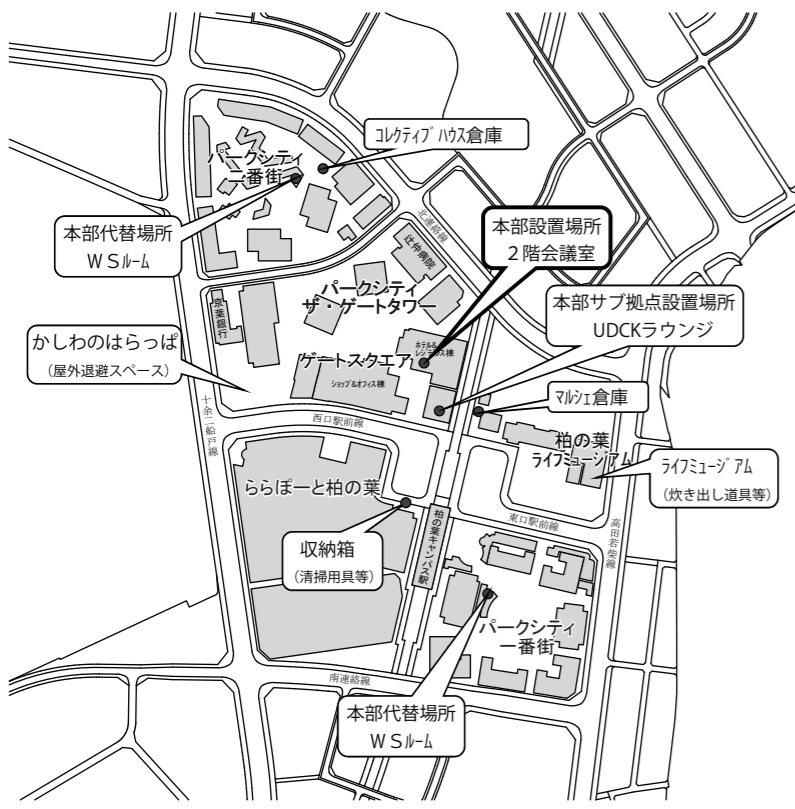 コレクティブハウス倉庫
パークシティ
二番街
本部代替場所
ＷＳルーム
北連絡線
本部設置場所
２階会議室
辻仲病院
パークシティ
ザ・ゲートタワー
本部サブ拠点設置場所
UDCKラウンジ
京葉銀行
かしわのはらっぱ
（屋外退避スペース）
ホテル&
レジデンス棟
ゲートスクエア
ショップ&オフィス棟
マルシェ倉庫
十余二船戸線
西口駅前線
柏の葉
ライフミュージアム
ライフミュージアム
（炊き出し道具等）
ららぽーと柏の葉
収納箱
（清掃用具等）
柏の葉キャンパス駅
東口駅前線
高田若柴線
パークシティ
一番街
南連絡線
本部代替場所
ＷＳルーム